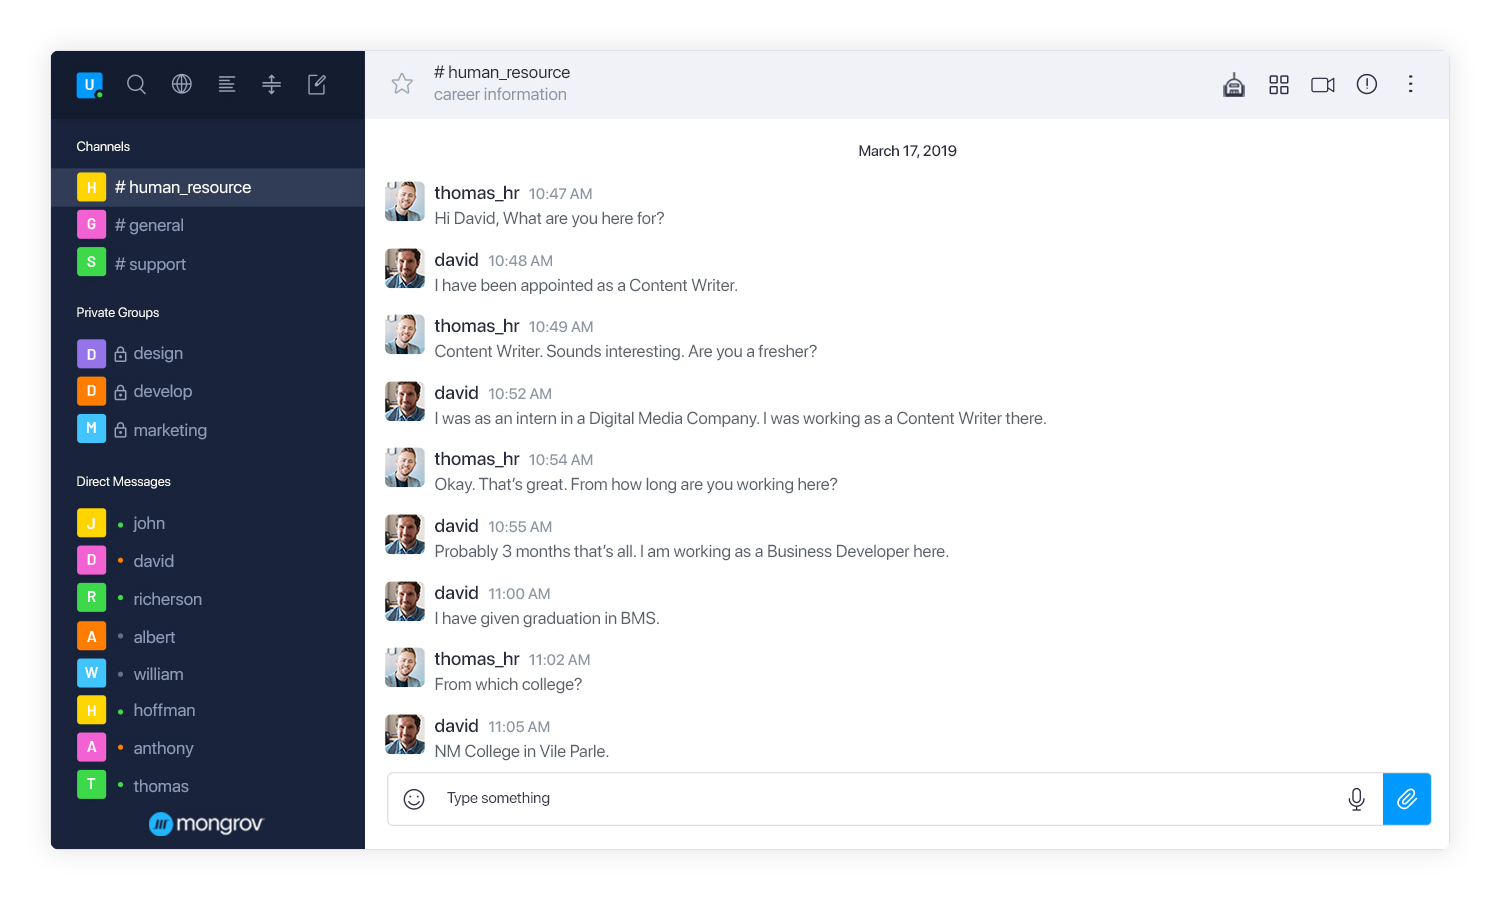 U
Channels
H # human_resource
G # general
S # support
Private Groups
D design
D develop
M marketing
Direct Messages
J john
D david
R richerson
A albert
W william
H hoffman
A anthony
T thomas
mongrov
# human_resource
career information
March 17, 2019
thomas_hr 10:47 AM
Hi David, What are you here for?
david 10:48 AM
I have been appointed as a Content Writer.
thomas_hr 10:49 AM
Content Writer. Sounds interesting. Are you a fresher?
david 10:52 AM
I was as an intern in a Digital Media Company. I was working as a Content Writer there.
thomas_hr 10:54 AM
Okay. That's great. From how long are you working here?
david 10:55 AM
Probably 3 months that's all. I am working as a Business Developer here.
david 11:00 AM
I have given graduation in BMS.
thomas_hr 11:02 AM
From which college?
david 11:05 AM
NM College in Vile Parle.
Type something